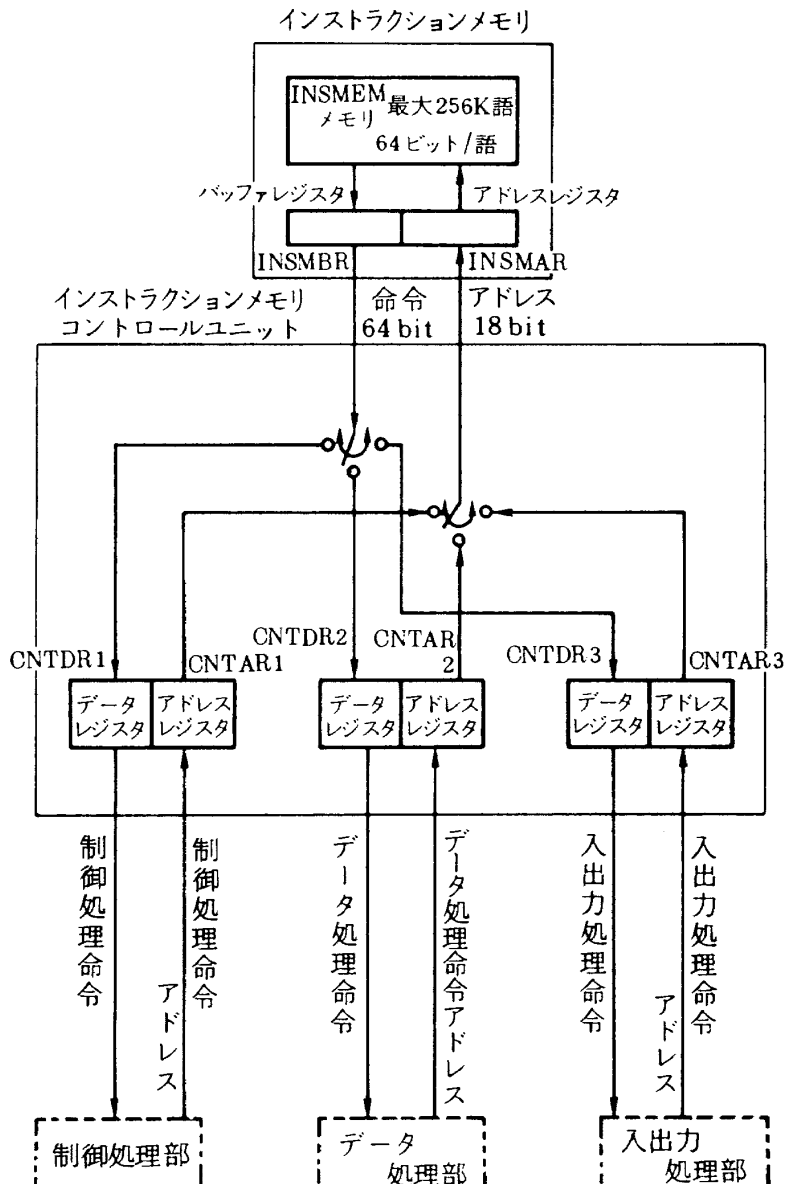 インストラクションメモリ
INSMEM 最大256K語
メモリ
64ビット/語
バッファレジスタ
アドレスレジスタ
INSMBR
INSMAR
インストラクションメモリ
コントロールユニット
命令
64bit
アドレス
18bit
CNTDR1
CNTAR1
CNTDR2
CNTAR
2
CNTDR3
CNTAR3
データ
レジスタ
アドレス
レジスタ
データ
レジスタ
アドレス
レジスタ
データ
レジスタ
アドレス
レジスタ
制御処理命令
制御処理命令
アドレス
データ処理命令
データ処理命令アドレス
入出力処理命令
入出力処理命令
アドレス
制御処理部
データ
処理部
入出力
処理部